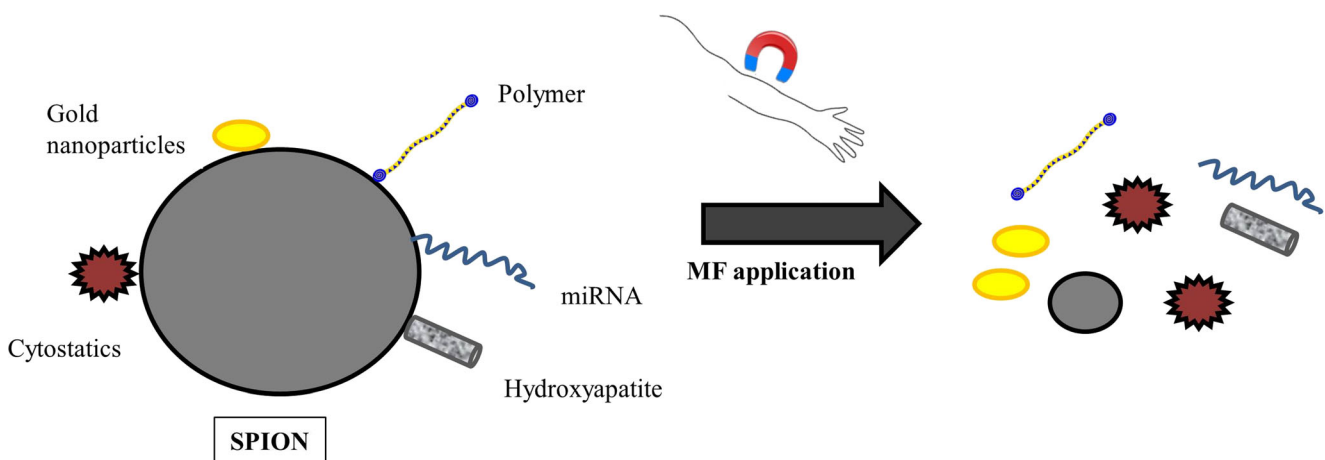 Gold
nanoparticles
Polymer
miRNA
Cytostatics
Hydroxyapatite
SPION
MF application